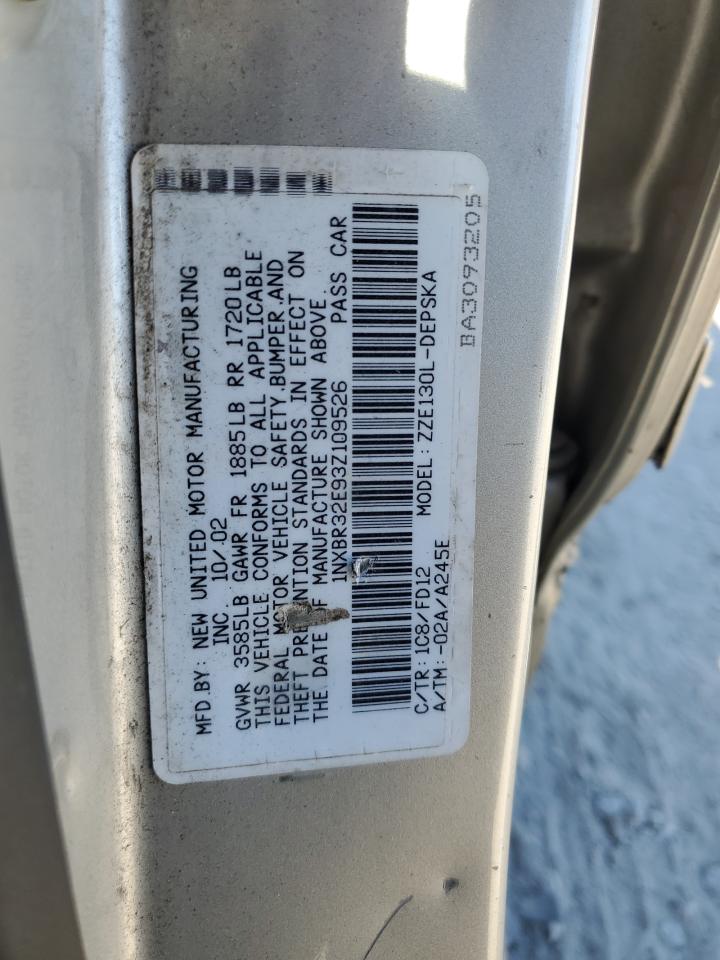 MFD.BY: NEW UNITED MOTOR MANUFACTURING
INC. 10/02
GVWR 3585LB GAWR FR 1885LB RR 1720LB
THIS VEHICLE CONFORMS TO ALL APPLICABLE
FEDERAL MOTOR VEHICLE SAFETY,BUMPER,AND
THEFT PREVENTION STANDARDS IN EFFECT ON
THE DATE OF MANUFACTURE SHOWN ABOVE.
1NXBR32E93Z109526 PASS CAR
C/TR:1C8/FD12 MODEL:ZZE130L-DEPSKA
A/TM:-02A/A245E
BA3093205